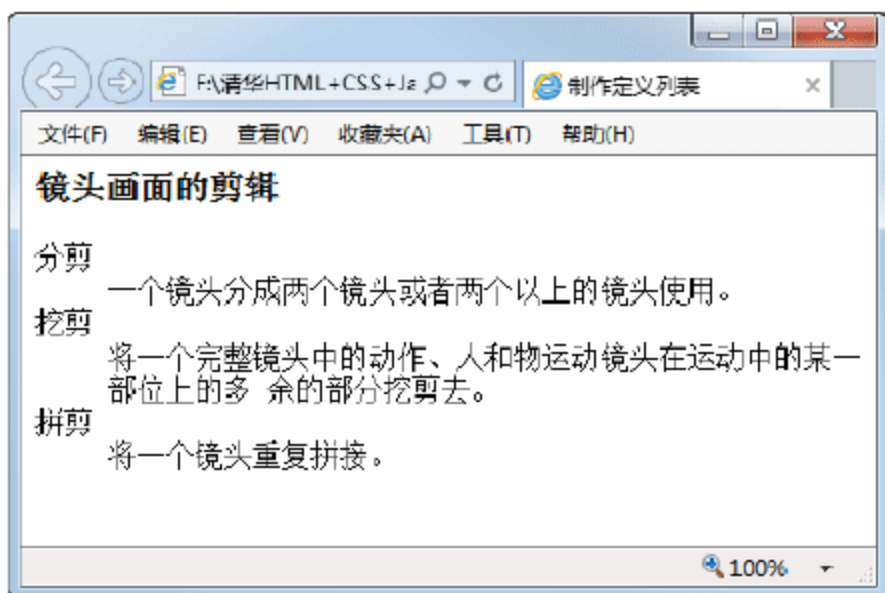 F:\清华HTML+CSS+Ja
制作定义列表
文件(F) 编辑(E) 查看(V) 收藏夹(A) 工具(T) 帮助(H)
镜头画面的剪辑
分剪
一个镜头分成两个镜头或者两个以上的镜头使用。
挖剪
将一个完整镜头中的动作、人和物运动镜头在运动中的某一
部位上的多 余的部分挖剪去。
拼剪
将一个镜头重复拼接。
100%